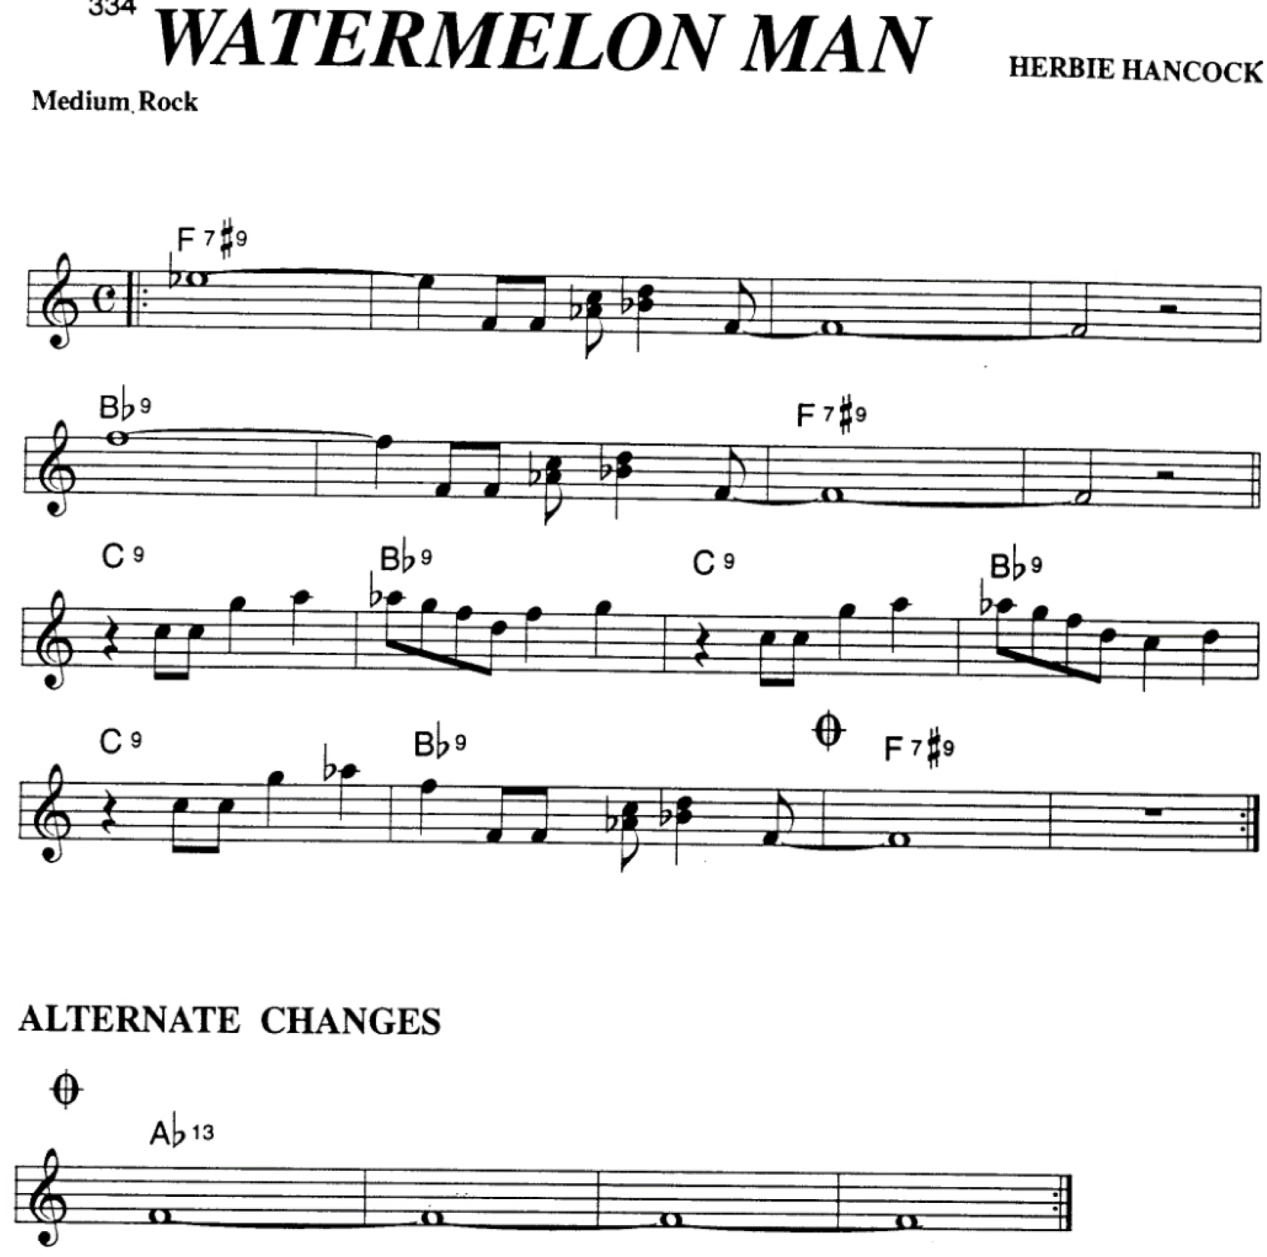 334
WATERMELON MAN
HERBIE HANCOCK
Medium Rock
F7♯9
B♭9 F7♯9
C9 B♭9 C9 B♭9
C9 B♭9 F7♯9
ALTERNATE CHANGES
A♭13